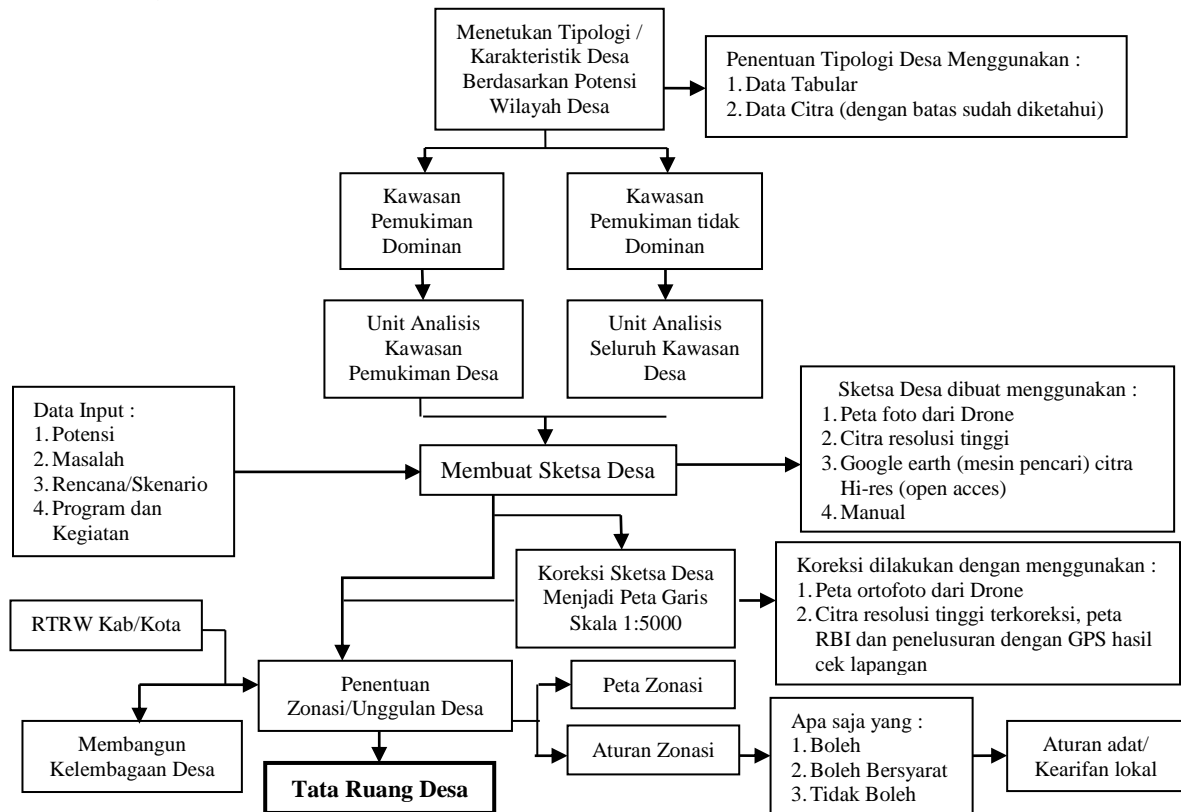 Menetukan Tipologi /
Karakteristik Desa
Berdasarkan Potensi
Wilayah Desa
Penentuan Tipologi Desa Menggunakan :
1. Data Tabular
2. Data Citra (dengan batas sudah diketahui)
Kawasan
Pemukiman
Dominan
Kawasan
Pemukiman tidak
Dominan
Unit Analisis
Kawasan
Pemukiman Desa
Unit Analisis
Seluruh Kawasan
Desa
Data Input :
1. Potensi
2. Masalah
3. Rencana/Skenario
4. Program dan
Kegiatan
Membuat Sketsa Desa
Sketsa Desa dibuat menggunakan :
1. Peta foto dari Drone
2. Citra resolusi tinggi
3. Google earth (mesin pencari) citra
Hi-res (open acces)
4. Manual
Koreksi Sketsa Desa
Menjadi Peta Garis
Skala 1:5000
Koreksi dilakukan dengan menggunakan :
1. Peta ortofoto dari Drone
2. Citra resolusi tinggi terkoreksi, peta
RBI dan penelusuran dengan GPS hasil
cek lapangan
RTRW Kab/Kota
Penentuan
Zonasi/Unggulan Desa
Peta Zonasi
Aturan Zonasi
Apa saja yang :
1. Boleh
2. Boleh Bersyarat
3. Tidak Boleh
Aturan adat/
Kearifan lokal
Membangun
Kelembagaan Desa
Tata Ruang Desa